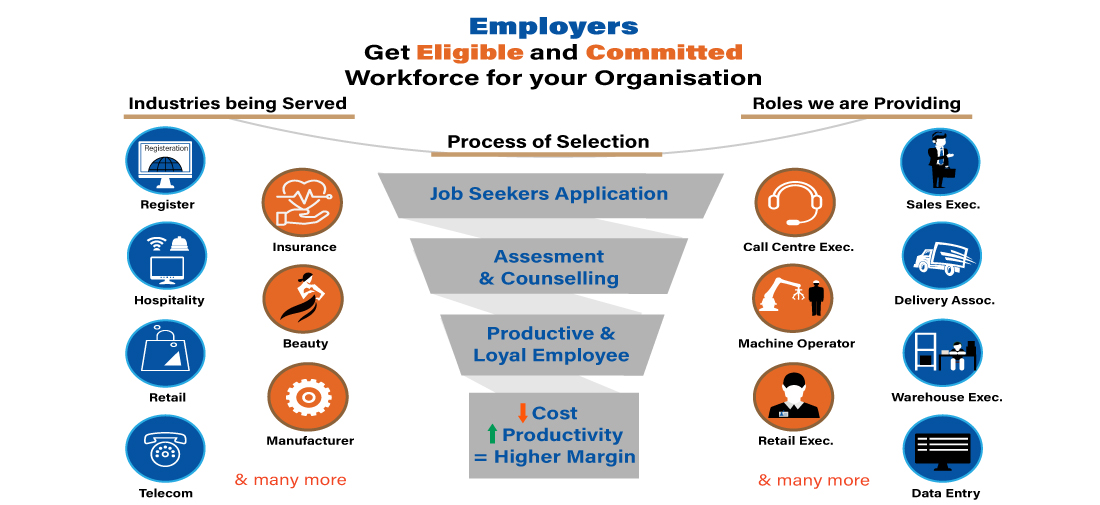 Employers
Get Eligible and Committed
Workforce for your Organisation
Industries being Served
Registeration
Register
Insurance
Hospitality
Beauty
Retail
Manufacturer
Telecom
& many more
Process of Selection
Job Seekers Application
Assesment
& Counselling
Productive &
Loyal Employee
Cost
Productivity
= Higher Margin
Roles we are Providing
Sales Exec.
Call Centre Exec.
Delivery Assoc.
Machine Operator
Warehouse Exec.
Retail Exec.
& many more
Data Entry